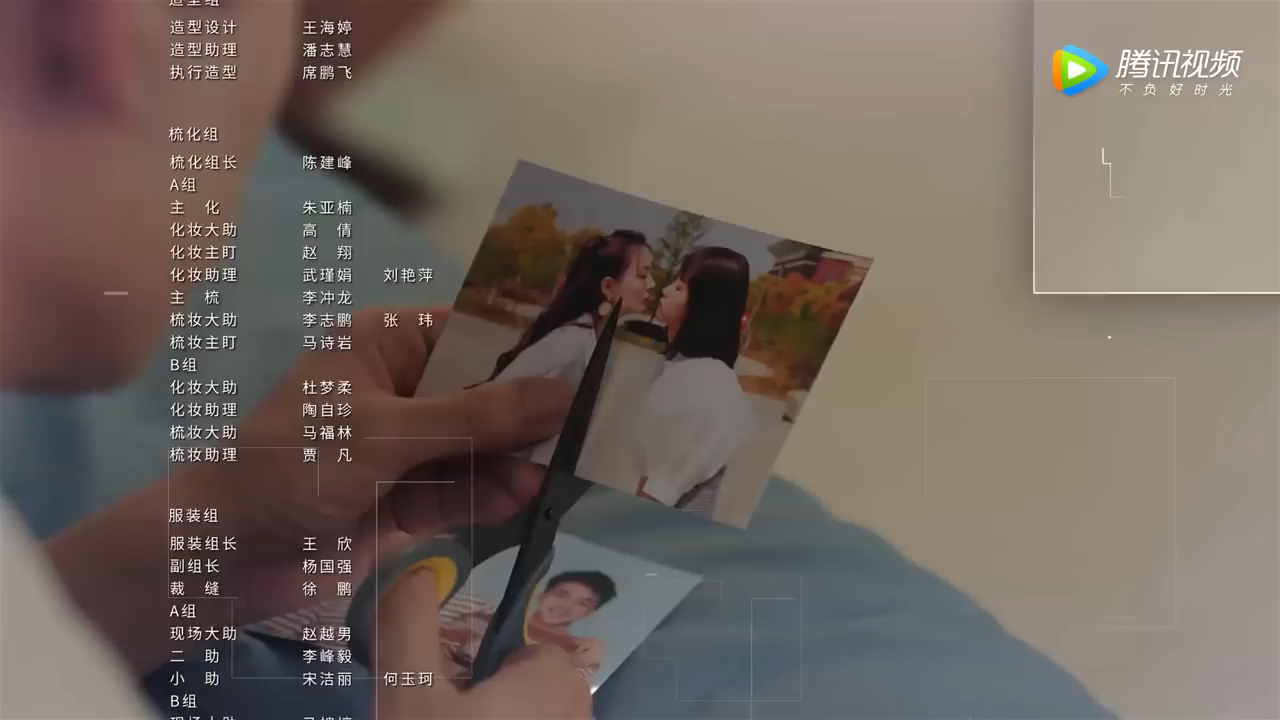 造型组
造型设计 王海婷
造型助理 潘志慧
执行造型 席鹏飞
梳化组
梳化组长 陈建峰
A组
主 化 朱亚楠
化妆大助 高 倩
化妆主盯 赵 翔
化妆助理 武瑾娟 刘艳萍
主 梳 李冲龙
梳妆大助 李志鹏 张 玮
梳妆主盯 马诗岩
B组
化妆大助 杜梦柔
化妆助理 陶自珍
梳妆大助 马福林
梳妆助理 贾 凡
服装组
服装组长 王 欣
副组长 杨国强
裁 缝 徐 鹏
A组
现场大助 赵越男
二 助 李峰毅
小 助 宋洁丽 何玉珂
B组
现场大助
腾讯视频
不负好时光